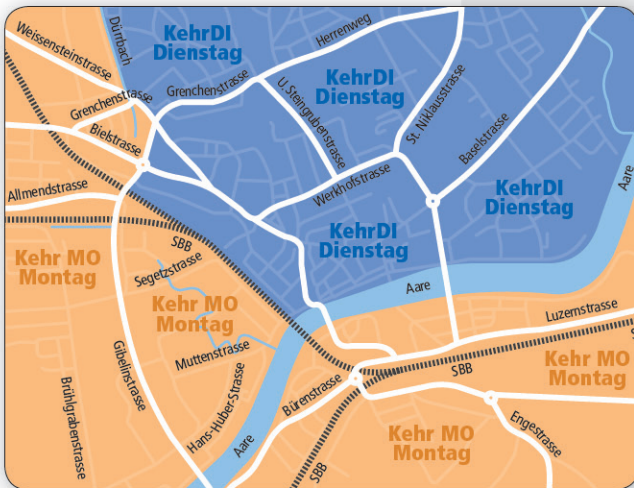 Weissensteinstrasse
Dürrbach
KehrDI
Dienstag
Herrenweg
Grenchenstrasse
KehrDI
Dienstag
Grenchenstrasse
U. Steingrubenstrasse
St. Niklausstrasse
Baselstrasse
Bielstrasse
Werkhofstrasse
Aare
Allmendstrasse
KehrDI
Dienstag
KehrDI
Dienstag
SBB
Kehr MO
Montag
Segetzstrasse
Kehr MO
Montag
Aare
Luzernstrasse
Muttenstrasse
Gibelinstrasse
SBB
Kehr MO
Montag
Brühlgrabenstrasse
Hans-Huber-Strasse
Bürenstrasse
Aare
Kehr MO
Montag
Engestrasse
SBB